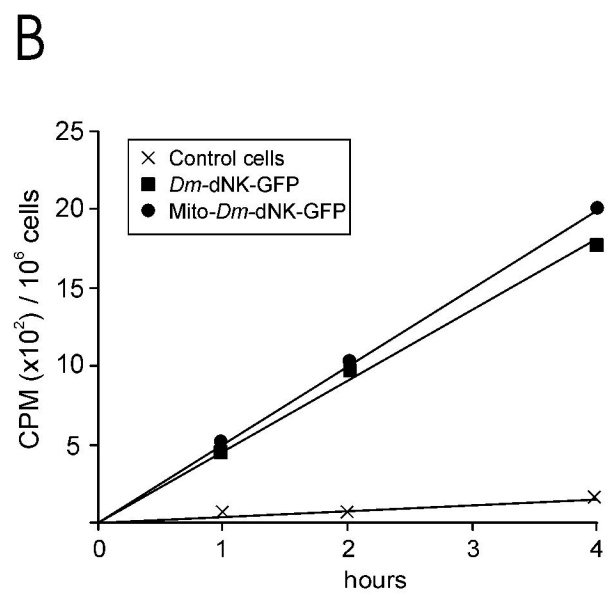 B
25
20
15
10
5
CPM (x10²) / 10⁶ cells
Control cells
Dm-dNK-GFP
Mito-Dm-dNK-GFP
0 1 2 3 4
hours